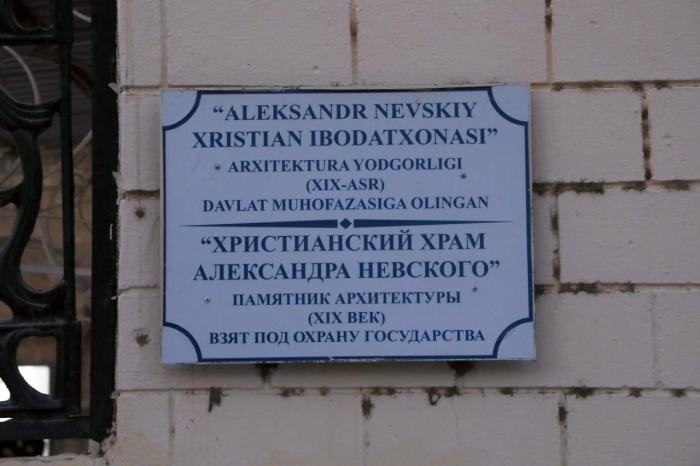 “ALEKSANDR NEVSKIY
XRISTIAN IBODATXONASI”
ARXITEKTURA YODGORLIGI
(XIX-ASR)
DAVLAT MUHOFAZASIGA OLINGAN
“ХРИСТИАНСКИЙ ХРАМ
АЛЕКСАНДРА НЕВСКОГО”
ПАМЯТНИК АРХИТЕКТУРЫ
(XIX ВЕК)
ВЗЯТ ПОД ОХРАНУ ГОСУДАРСТВА